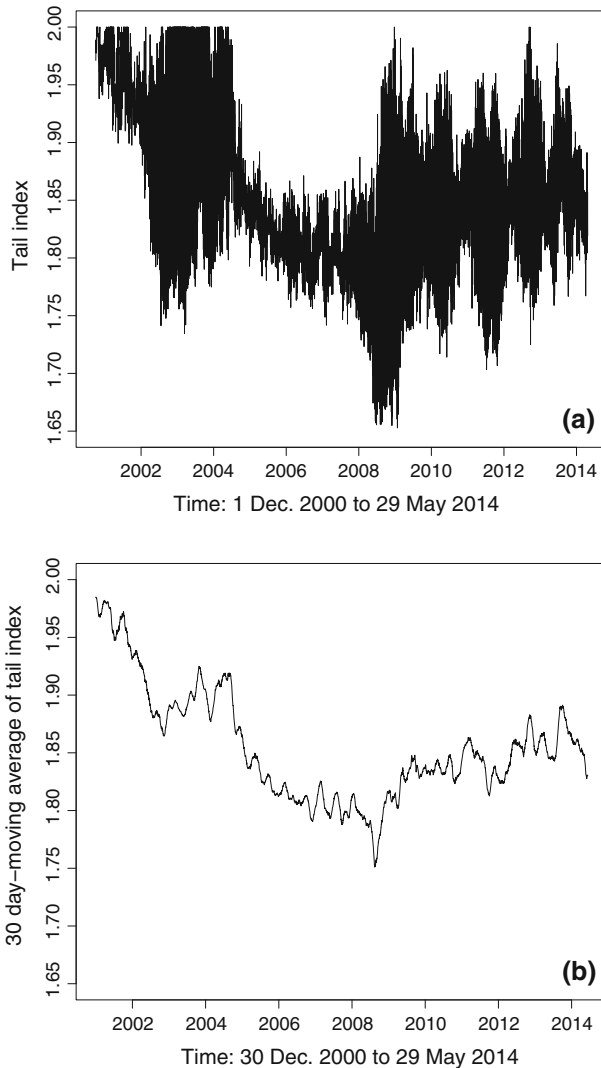 2.00
1.95
1.90
1.85
1.80
1.75
1.70
1.65
Tail index
(a)
2002 2004 2006 2008 2010 2012 2014
Time: 1 Dec. 2000 to 29 May 2014
2.00
1.95
1.90
1.85
1.80
1.75
1.70
1.65
30 day−moving average of tail index
(b)
2002 2004 2006 2008 2010 2012 2014
Time: 30 Dec. 2000 to 29 May 2014